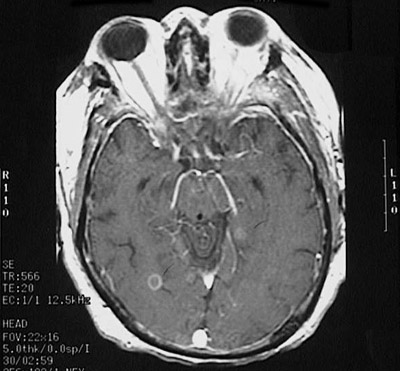 R
110
L
110
SE
TR:566
TE:20
EC:1/1 12.5kHz
HEAD
FOV:22x16
5.0thk/0.0sp/I
30/02:59